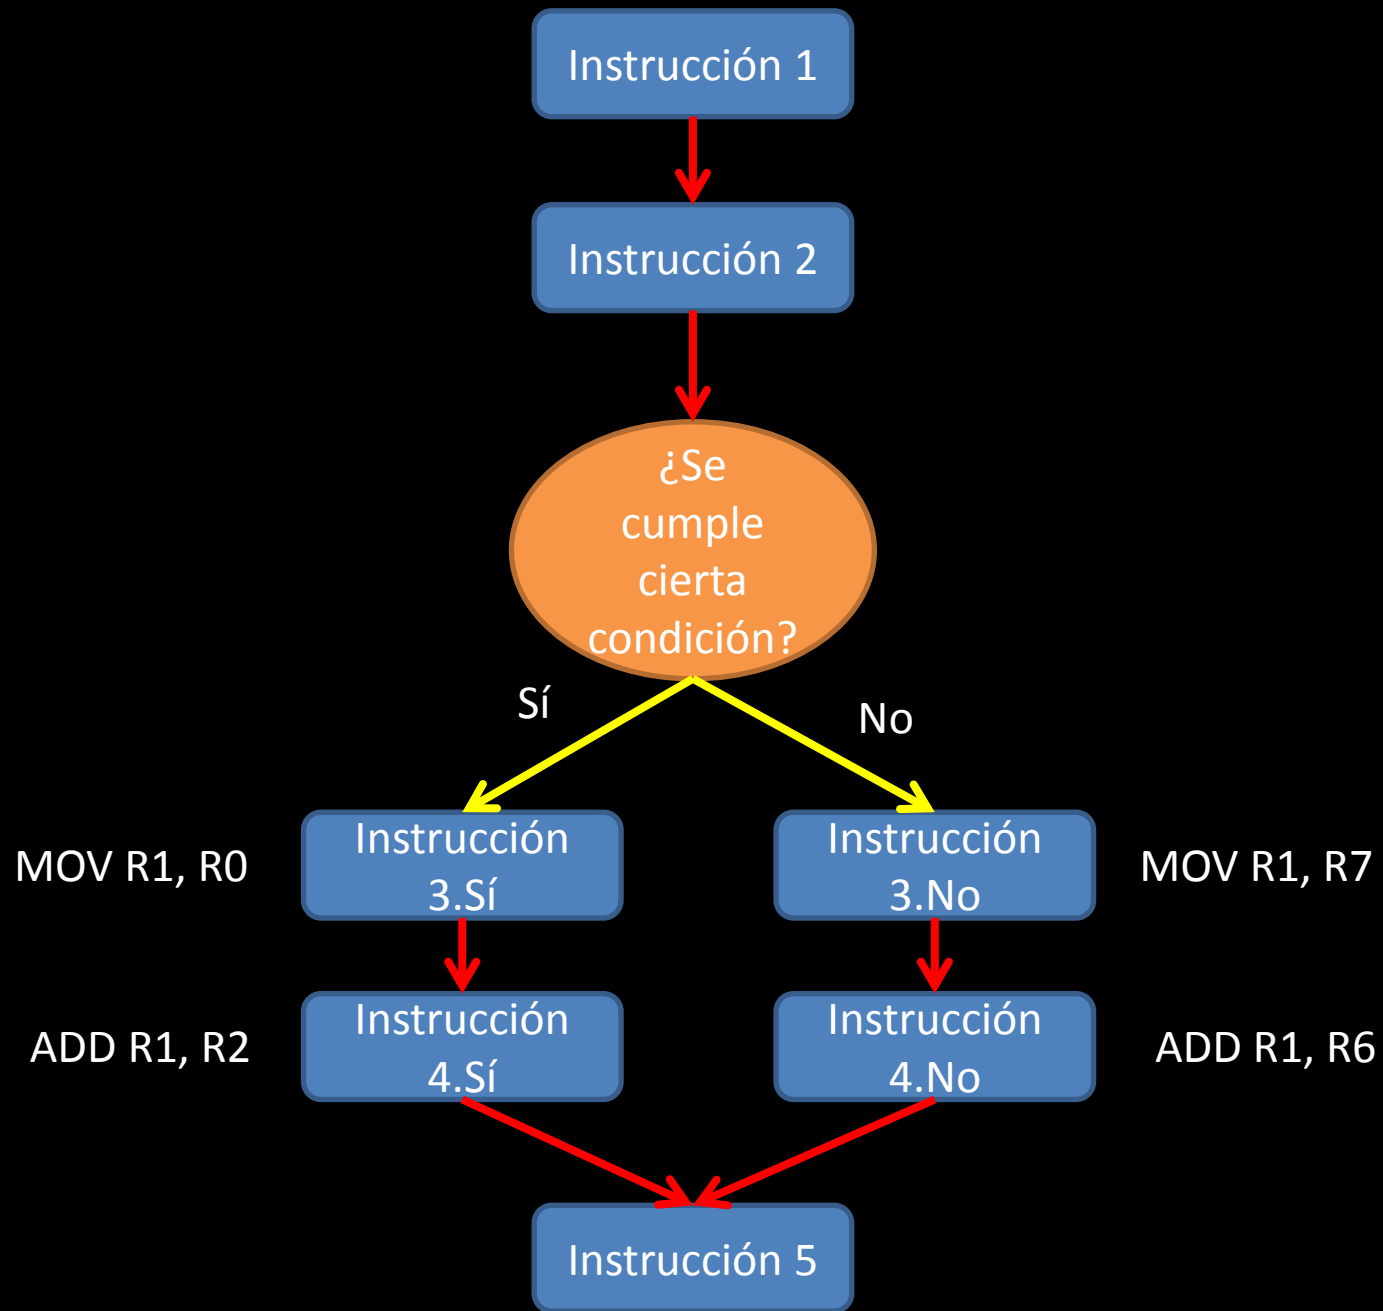 Instrucción 1
Instrucción 2
¿Se
cumple
cierta
condición?
Sí
No
MOV R1, R0
Instrucción
3.Sí
Instrucción
3.No
MOV R1, R7
ADD R1, R2
Instrucción
4.Sí
Instrucción
4.No
ADD R1, R6
Instrucción 5